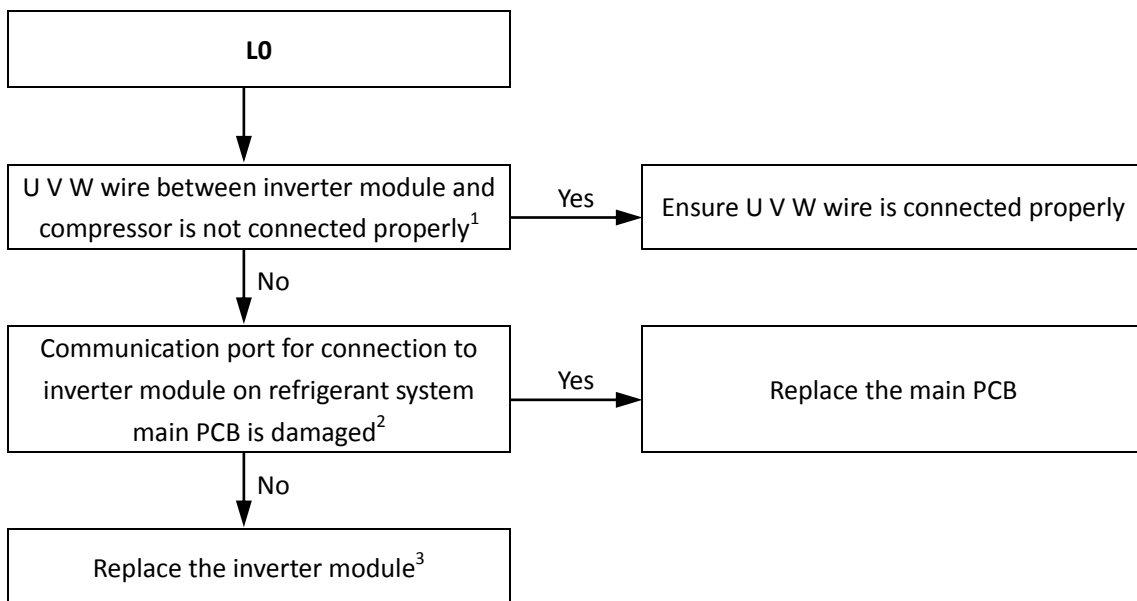 L0
U V W wire between inverter module and
compressor is not connected properly¹
Yes
Ensure U V W wire is connected properly
No
Communication port for connection to
inverter module on refrigerant system
main PCB is damaged²
Yes
Replace the main PCB
No
Replace the inverter module³